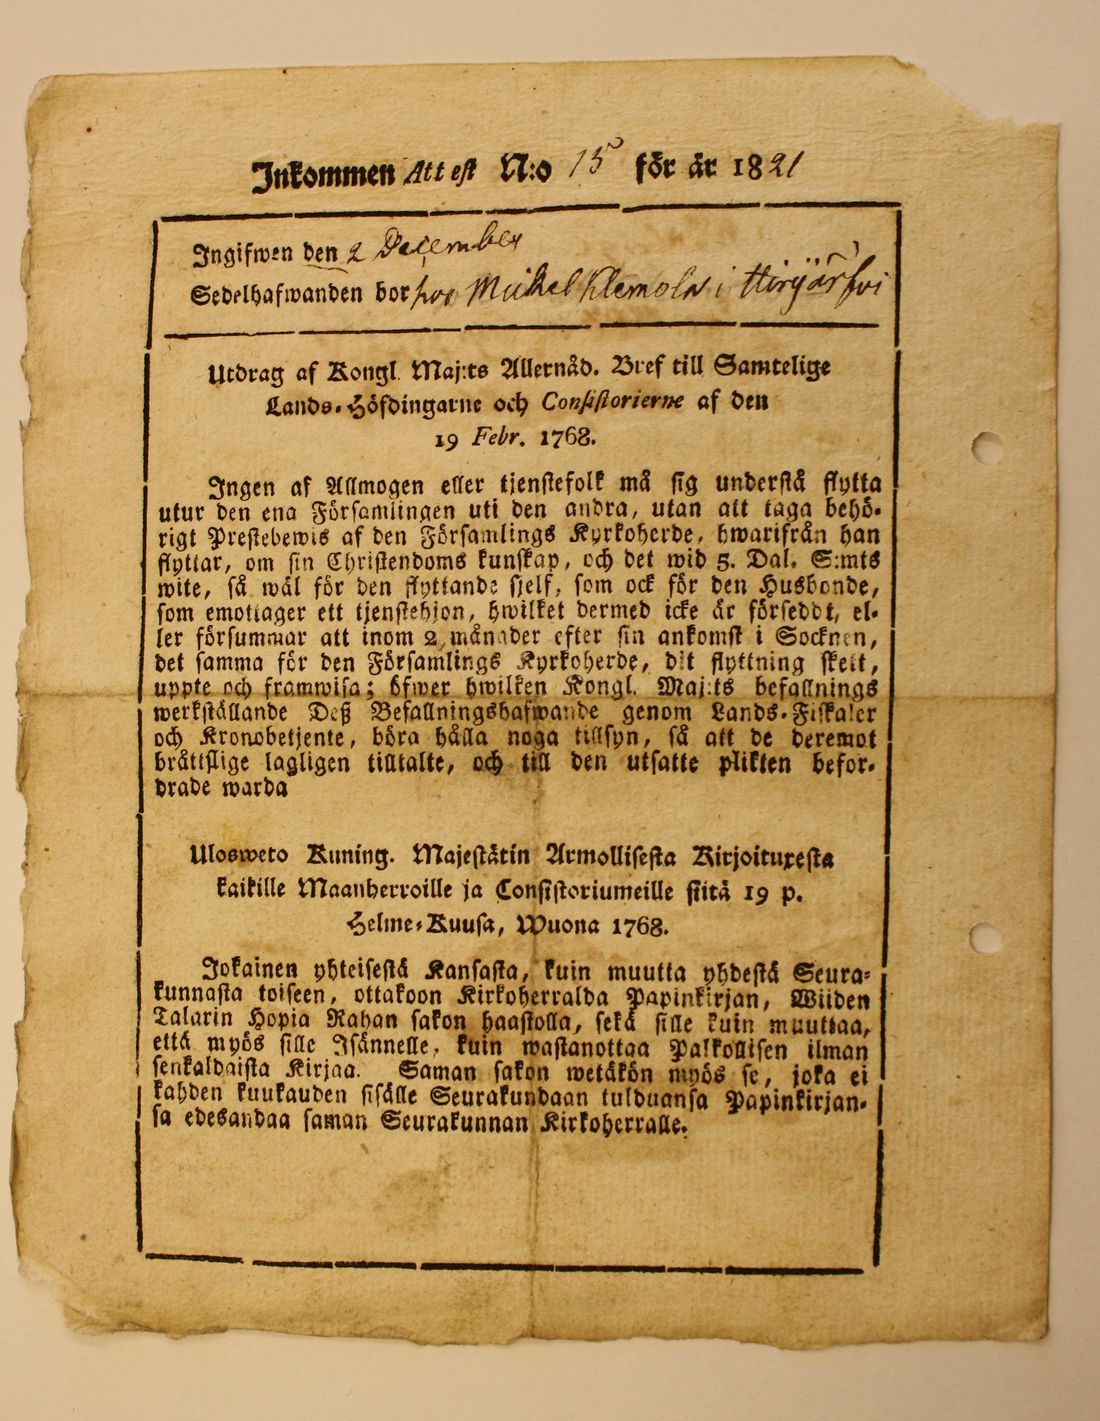 Inkommen Attest N:o 15 för år 1821
Ingifwen den 2 December
Sedelhafwanden bor hos Mickel Klemola i
Utdrag af Kongl. Maj:ts Allernåd. Bref till Samtelige
Lands-Höfdingarne och Consistorierne af den
19 Febr. 1768.
Ingen af Allmogen eller tjenstefolk må sig understå flytta
utur den ena Församlingen uti den andra, utan att taga behö-
rigt Prestebewis af den Församlings Kyrkoherde, hwarifrån han
flyttar, om sin Christendoms kunskap, och det wid 5. Dal. S:mts
wite, så wäl för den flyttande sjelf, som ock för den Husbonde,
som emottager ett tjenstehjon, hwilket dermed icke är förseddt, el-
ler försummar att inom 2 månader efter sin ankomst i Socknen,
det samma för den Församlings Kyrkoherde, dit flyttning skett,
uppte och framwisa; öfwer hwilken Kongl. Maj:ts befallnings
werkställande Deß Befallningshafwande genom Lands-Fiskaler
och Kronobetjente, böra hålla noga tillsyn, så att de deremot
bråttslige lagligen tilltalte, och till den utsatte plikten befor-
drade warda
Ulosweto Kuning. Majestätin Armollisesta Kirjoituxesta
kaikille Maanherroille ja Consistoriumeille siitä 19 p.
Helme-Kuusa, Wuona 1768.
Jokainen yhteisestä Kansasta, kuin muutta yhdestä Seura-
kunnasta toiseen, ottakoon Kirkoherralda Papinkirjan, Wiiden
Talarin Hopia Rahan sakon haastolla, sekä sille kuin muuttaa,
että myös sille Isännelle, kuin wastanottaa Palkollisen ilman
senkaldaista Kirjaa. Saman sakon wetäkön myös se, joka ei
kahden kuukauden sisälle Seurakundaan tulduansa Papinkirjan-
sa edesandaa saman Seurakunnan Kirkoherralle.